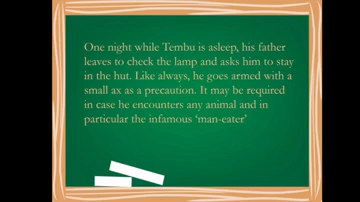 One night while Tembu is asleep, his father
leaves to check the lamp and asks him to stay
in the hut. Like always, he goes armed with a
small ax as a precaution. It may be required
in case he encounters any animal and in
particular the infamous ‘man-eater’